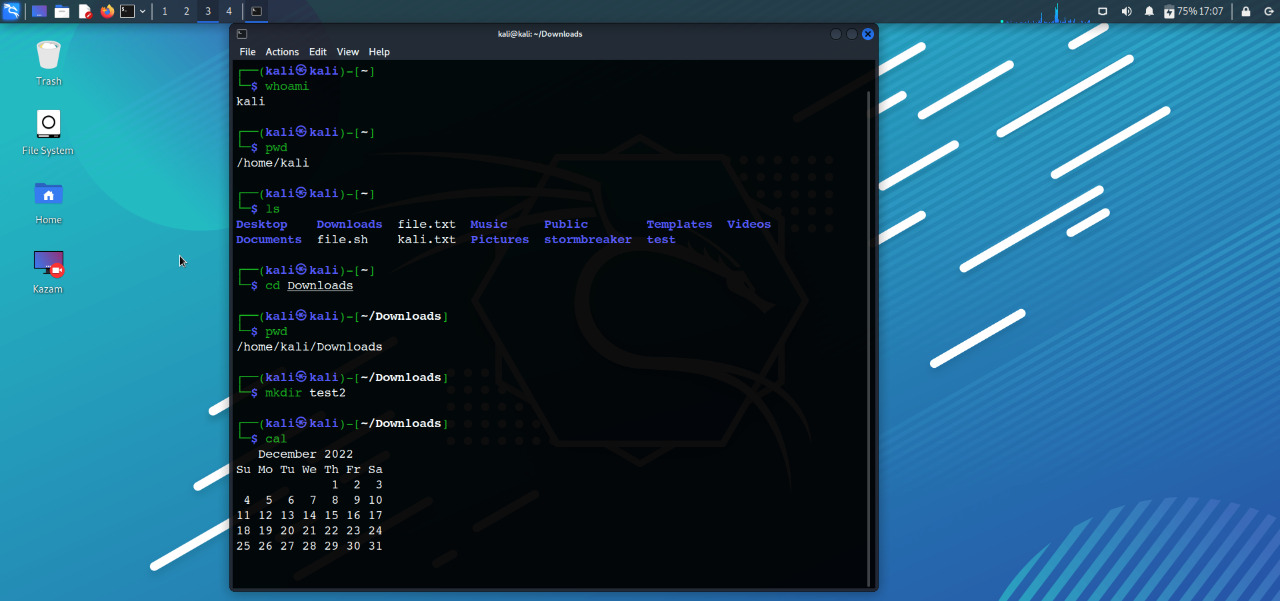 1 2 3 4
75% 17:07
Trash
File System
Home
Kazam
kali@kali: ~/Downloads
File Actions Edit View Help
┌──(kali㉿kali)-[~]
└─$ whoami
kali
┌──(kali㉿kali)-[~]
└─$ pwd
/home/kali
┌──(kali㉿kali)-[~]
└─$ ls
Desktop Downloads file.txt Music Public Templates Videos
Documents file.sh kali.txt Pictures stormbreaker test
┌──(kali㉿kali)-[~]
└─$ cd Downloads
┌──(kali㉿kali)-[~/Downloads]
└─$ pwd
/home/kali/Downloads
┌──(kali㉿kali)-[~/Downloads]
└─$ mkdir test2
┌──(kali㉿kali)-[~/Downloads]
└─$ cal
December 2022
Su Mo Tu We Th Fr Sa
1 2 3
4 5 6 7 8 9 10
11 12 13 14 15 16 17
18 19 20 21 22 23 24
25 26 27 28 29 30 31